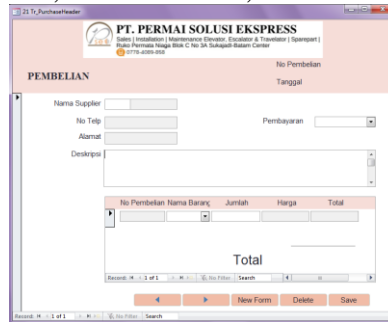 21 Tr_PurchaseHeader
PT. PERMAI SOLUSI EKSPRESS
Sales | Installation | Maintenance Elevator, Escalator & Travelator | Sparepart |
Ruko Permata Niaga Blok C No 3A Sukajadi-Batam Center
0778-4089-058
No Pembelian
PEMBELIAN
Tanggal
Nama Supplier
No Telp
Pembayaran
Alamat
Deskripsi
No Pembelian Nama Barang Jumlah Harga Total
Total
Record: 1 of 1 No Filter Search
New Form Delete Save
Record: 1 of 1 No Filter Search